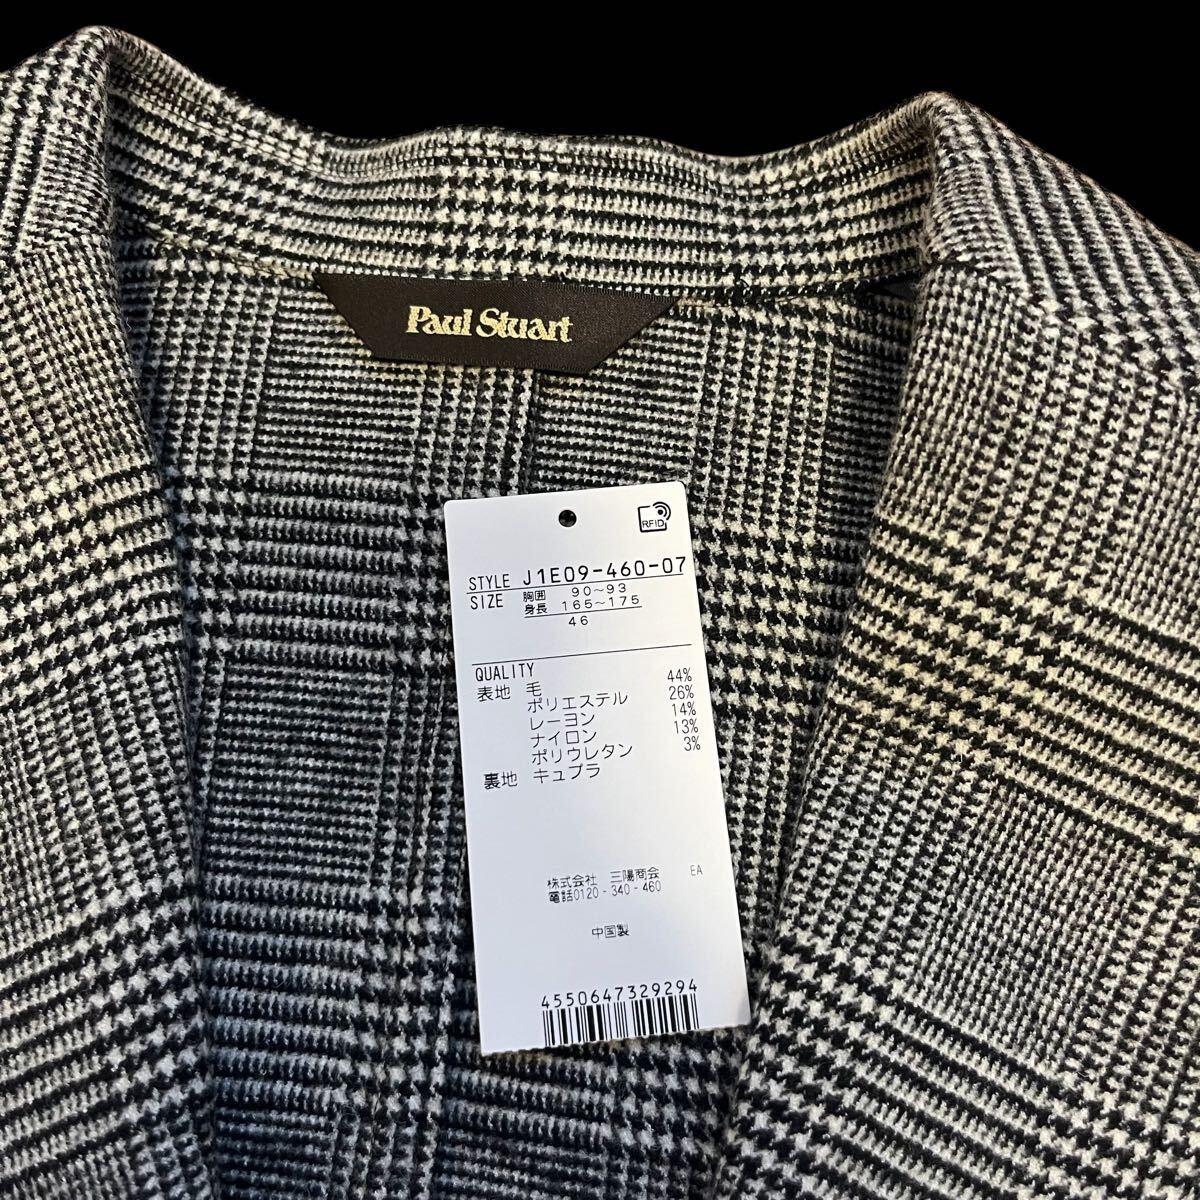 Paul Stuart
RFID
STYLE J1E09-460-07
SIZE 胸囲 90～93
身長 165～175
46
QUALITY
表地 毛 44%
ポリエステル 26%
レーヨン 14%
ナイロン 13%
ポリウレタン 3%
裏地 キュプラ
株式会社 三陽商会 EA
電話0120-340-460
中国製
4550647329294